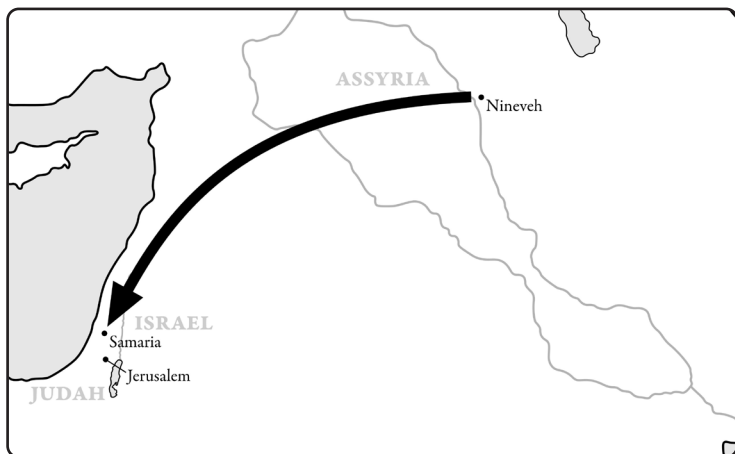 ASSYRIA
Nineveh
ISRAEL
Samaria
Jerusalem
JUDAH